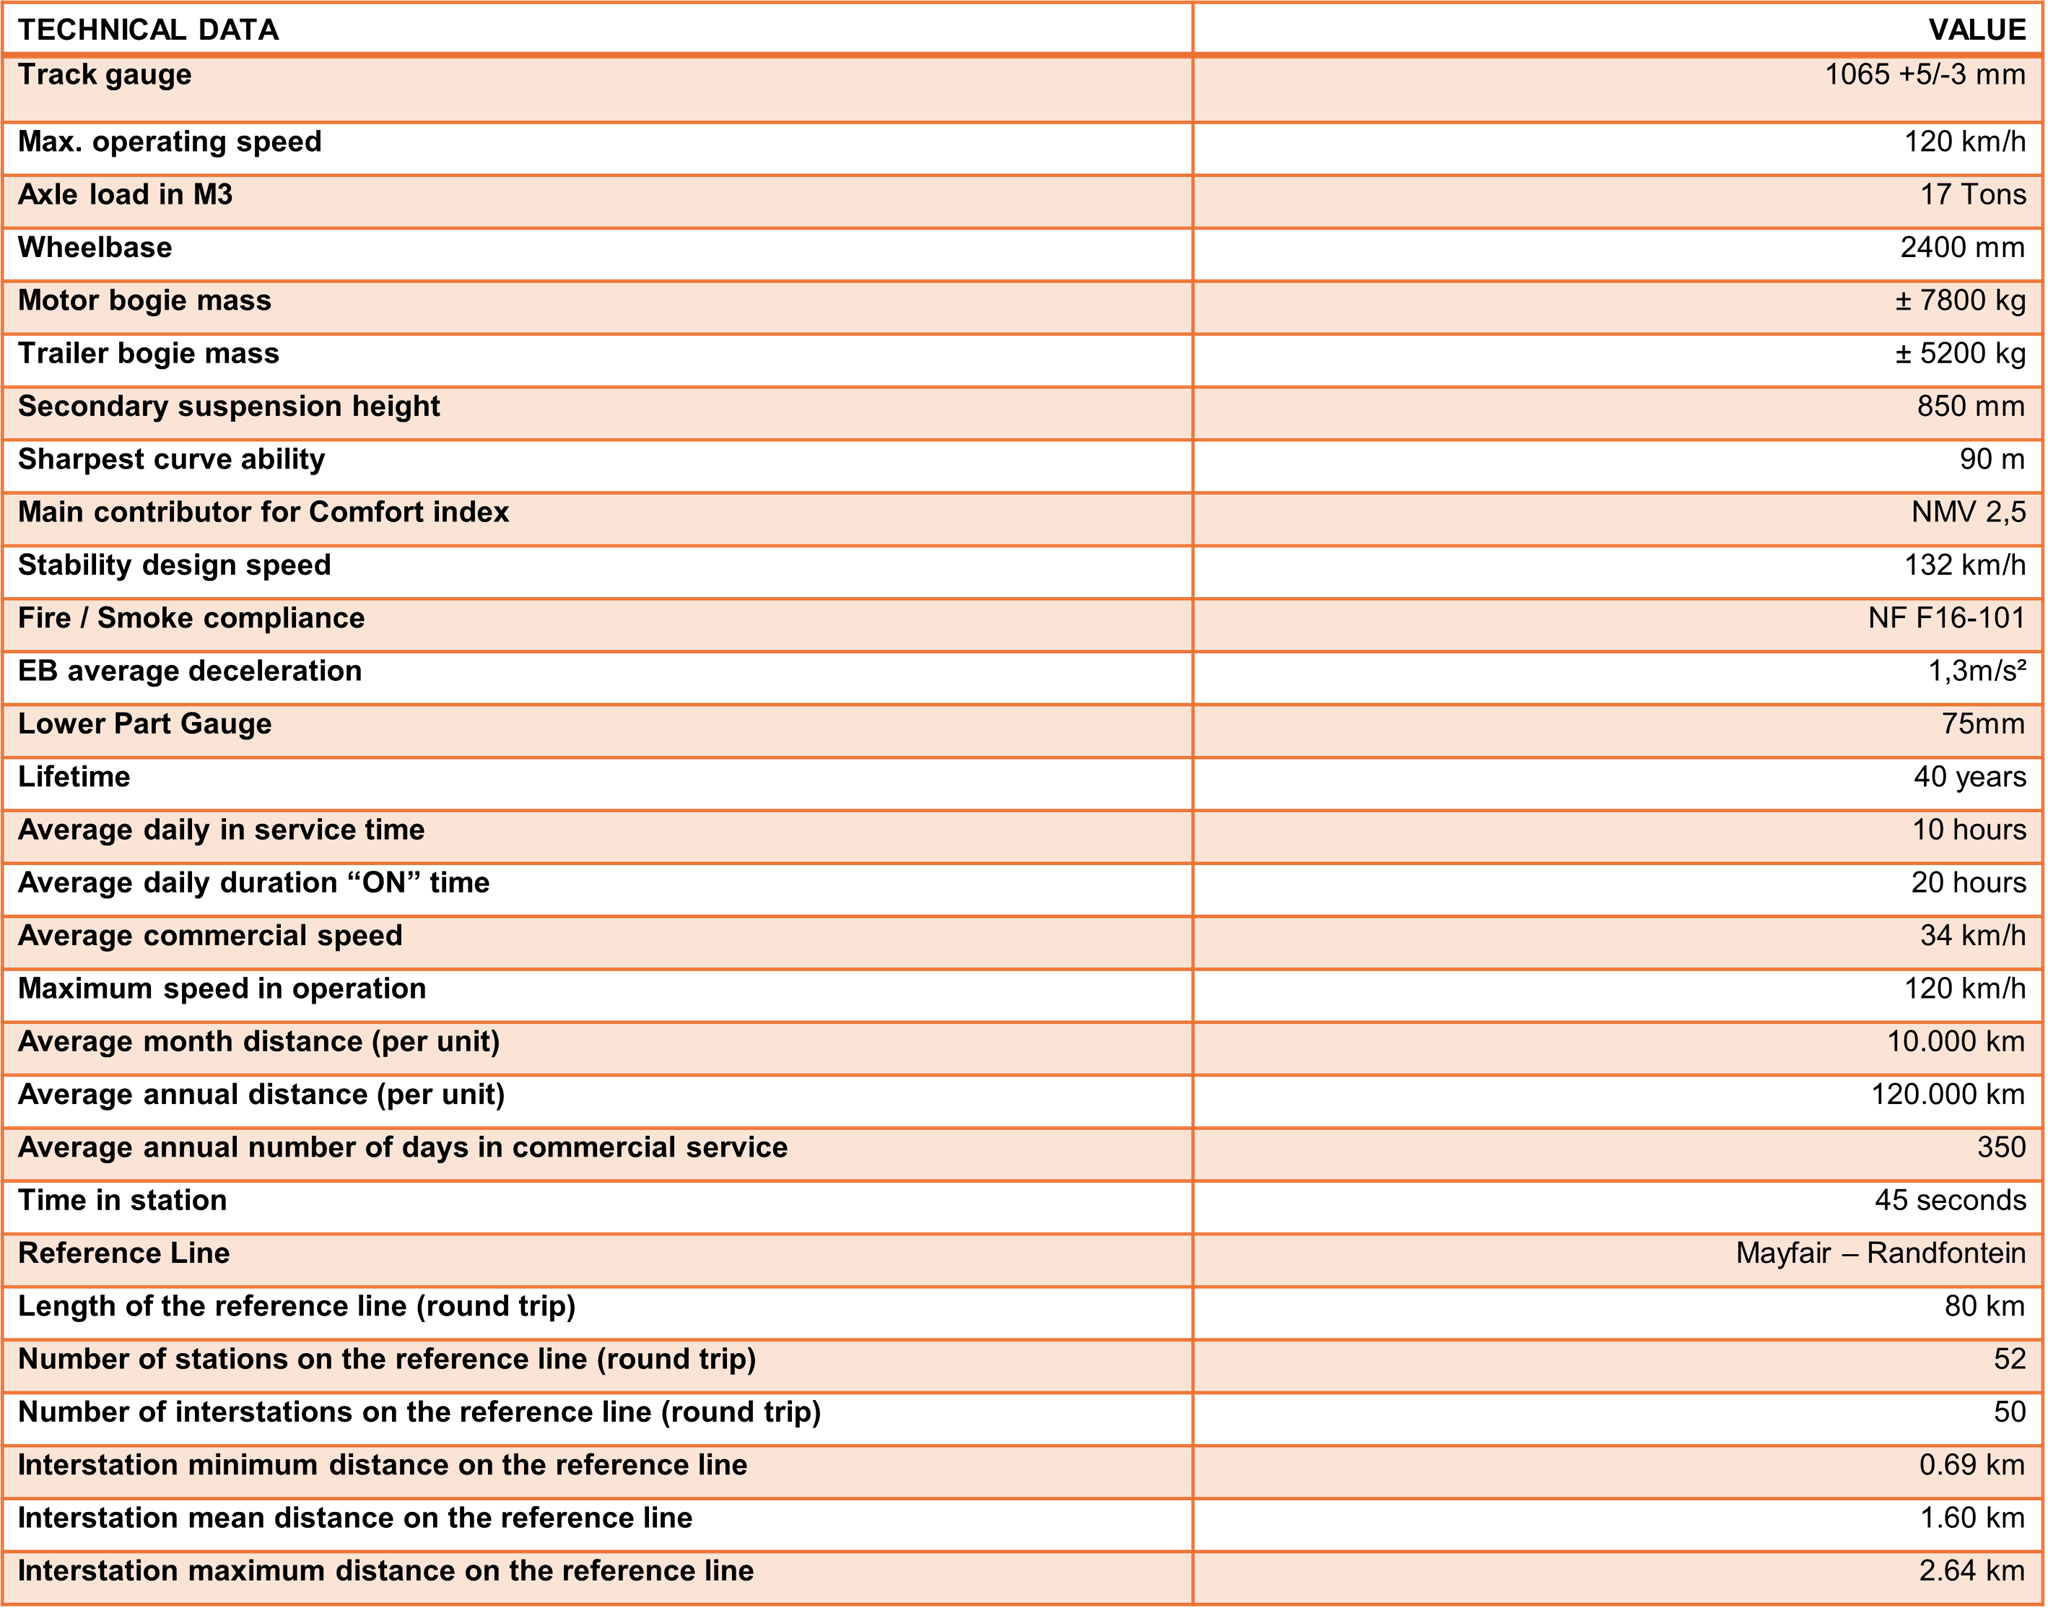 TECHNICAL DATA VALUE
Track gauge 1065 +5/-3 mm
Max. operating speed 120 km/h
Axle load in M3 17 Tons
Wheelbase 2400 mm
Motor bogie mass ± 7800 kg
Trailer bogie mass ± 5200 kg
Secondary suspension height 850 mm
Sharpest curve ability 90 m
Main contributor for Comfort index NMV 2,5
Stability design speed 132 km/h
Fire / Smoke compliance NF F16-101
EB average deceleration 1,3m/s²
Lower Part Gauge 75mm
Lifetime 40 years
Average daily in service time 10 hours
Average daily duration “ON” time 20 hours
Average commercial speed 34 km/h
Maximum speed in operation 120 km/h
Average month distance (per unit) 10.000 km
Average annual distance (per unit) 120.000 km
Average annual number of days in commercial service 350
Time in station 45 seconds
Reference Line Mayfair – Randfontein
Length of the reference line (round trip) 80 km
Number of stations on the reference line (round trip) 52
Number of interstations on the reference line (round trip) 50
Interstation minimum distance on the reference line 0.69 km
Interstation mean distance on the reference line 1.60 km
Interstation maximum distance on the reference line 2.64 km